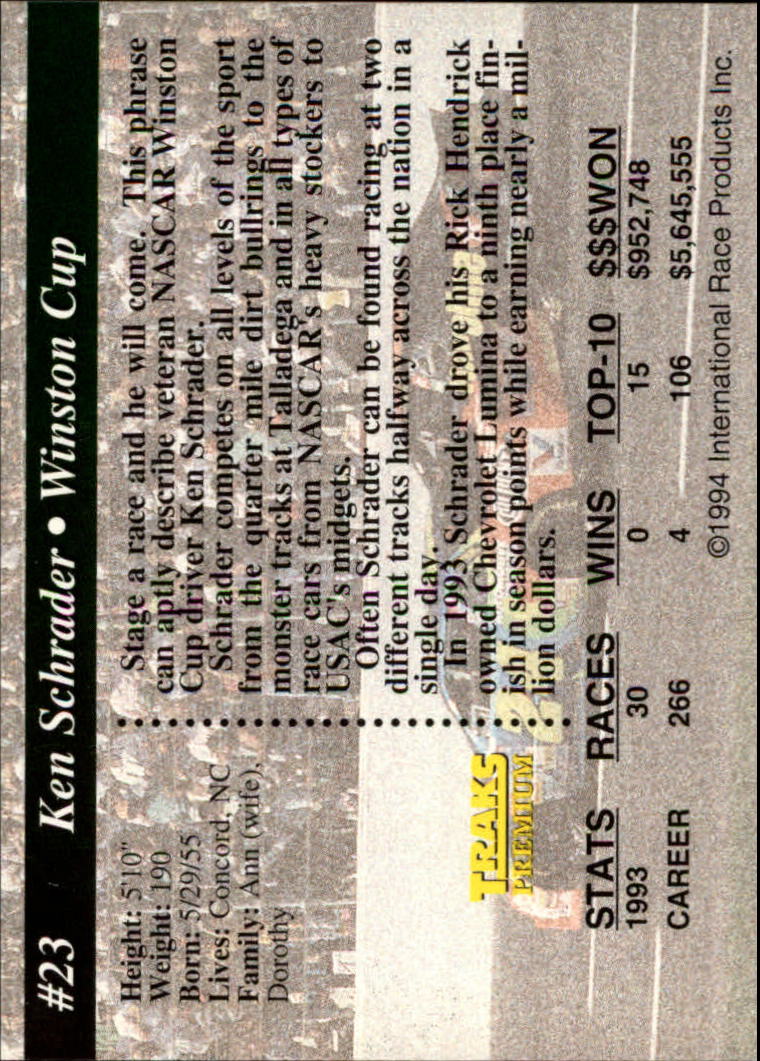 #23 Ken Schrader • Winston Cup
Height: 5'10"
Weight: 190
Born: 5/29/55
Lives: Concord, NC
Family: Ann (wife),
Dorothy
Stage a race and he will come. This phrase
can aptly describe veteran NASCAR Winston
Cup driver Ken Schrader.
Schrader competes on all levels of the sport
from the quarter mile dirt bullrings to the
monster tracks at Talladega and in all types of
race cars from NASCAR's heavy stockers to
USAC's midgets.
Often Schrader can be found racing at two
different tracks halfway across the nation in a
single day.
In 1993 Schrader drove his Rick Hendrick
owned Chevrolet Lumina to a ninth place fin-
ish in season points while earning nearly a mil-
lion dollars.
TRAKS
PREMIUM
STATS RACES WINS TOP-10 $$$WON
1993 30 0 15 $952,748
CAREER 266 4 106 $5,645,555
©1994 International Race Products Inc.